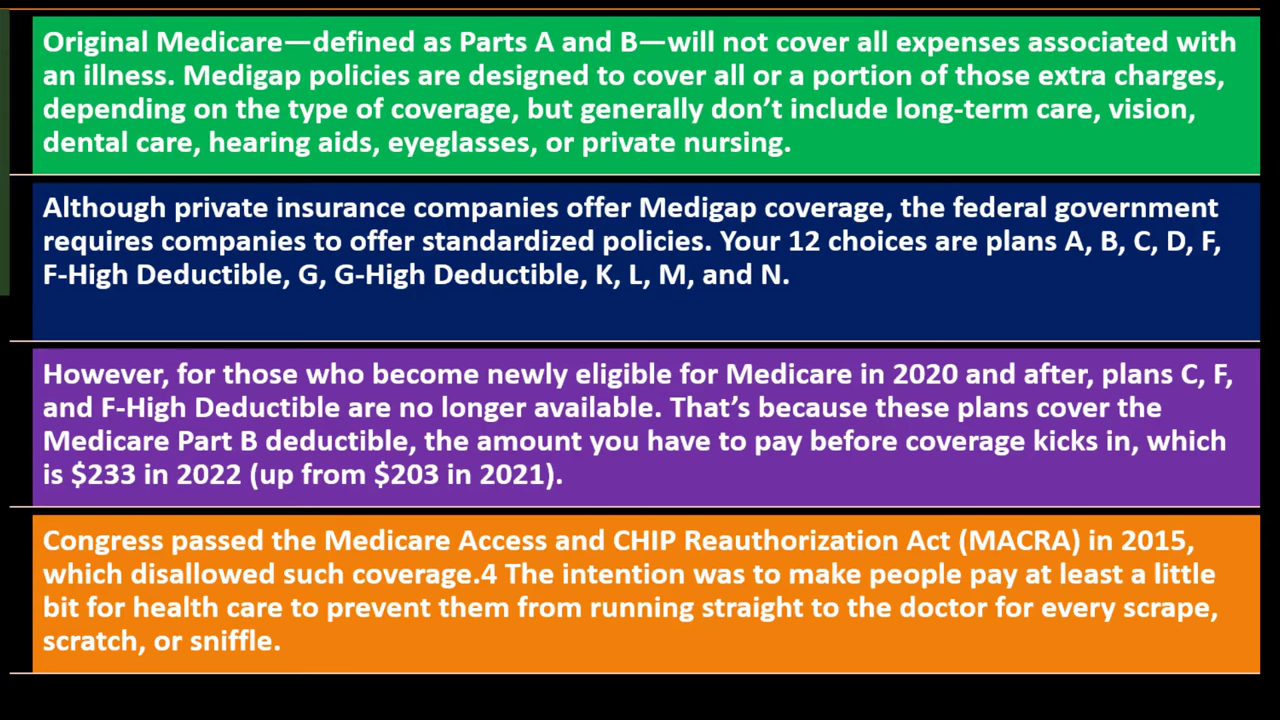 Original Medicare—defined as Parts A and B—will not cover all expenses associated with
an illness. Medigap policies are designed to cover all or a portion of those extra charges,
depending on the type of coverage, but generally don’t include long-term care, vision,
dental care, hearing aids, eyeglasses, or private nursing.
Although private insurance companies offer Medigap coverage, the federal government
requires companies to offer standardized policies. Your 12 choices are plans A, B, C, D, F,
F-High Deductible, G, G-High Deductible, K, L, M, and N.
However, for those who become newly eligible for Medicare in 2020 and after, plans C, F,
and F-High Deductible are no longer available. That’s because these plans cover the
Medicare Part B deductible, the amount you have to pay before coverage kicks in, which
is $233 in 2022 (up from $203 in 2021).
Congress passed the Medicare Access and CHIP Reauthorization Act (MACRA) in 2015,
which disallowed such coverage.4 The intention was to make people pay at least a little
bit for health care to prevent them from running straight to the doctor for every scrape,
scratch, or sniffle.